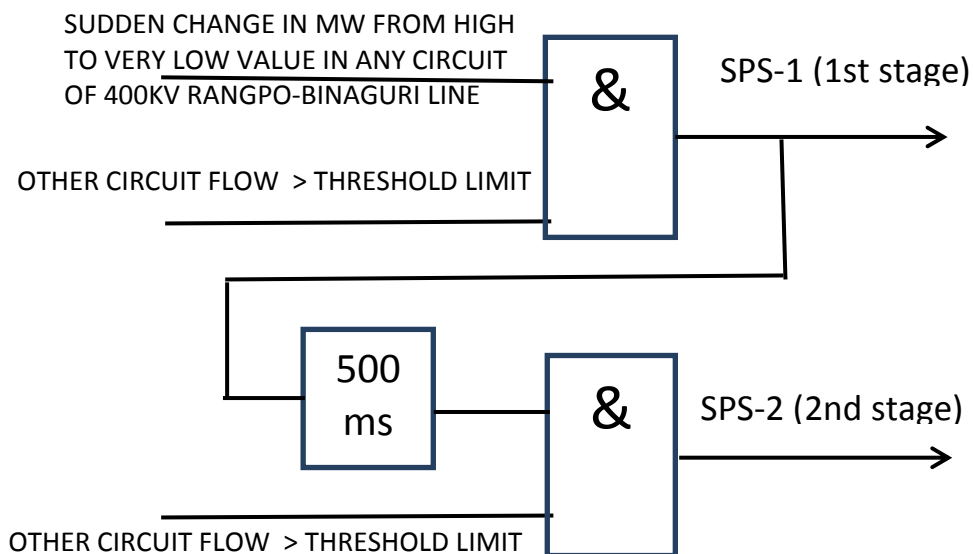 SUDDEN CHANGE IN MW FROM HIGH
TO VERY LOW VALUE IN ANY CIRCUIT
OF 400KV RANGPO-BINAGURI LINE
&
SPS-1 (1st stage)
OTHER CIRCUIT FLOW > THRESHOLD LIMIT
500
ms
&
SPS-2 (2nd stage)
OTHER CIRCUIT FLOW > THRESHOLD LIMIT